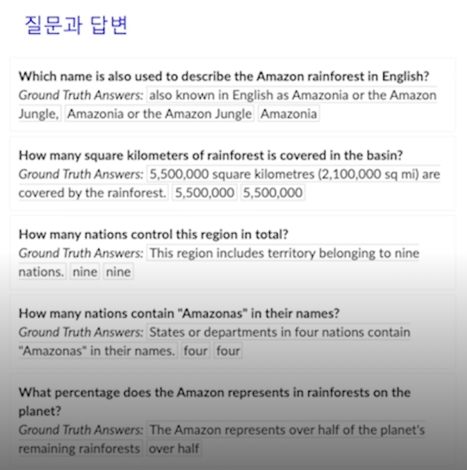 질문과 답변
Which name is also used to describe the Amazon rainforest in English?
Ground Truth Answers: also known in English as Amazonia or the Amazon
Jungle, Amazonia or the Amazon Jungle Amazonia
How many square kilometers of rainforest is covered in the basin?
Ground Truth Answers: 5,500,000 square kilometres (2,100,000 sq mi) are
covered by the rainforest. 5,500,000 5,500,000
How many nations control this region in total?
Ground Truth Answers: This region includes territory belonging to nine
nations. nine nine
How many nations contain "Amazonas" in their names?
Ground Truth Answers: States or departments in four nations contain
"Amazonas" in their names. four four
What percentage does the Amazon represents in rainforests on the
planet?
Ground Truth Answers: The Amazon represents over half of the planet's
remaining rainforests over half